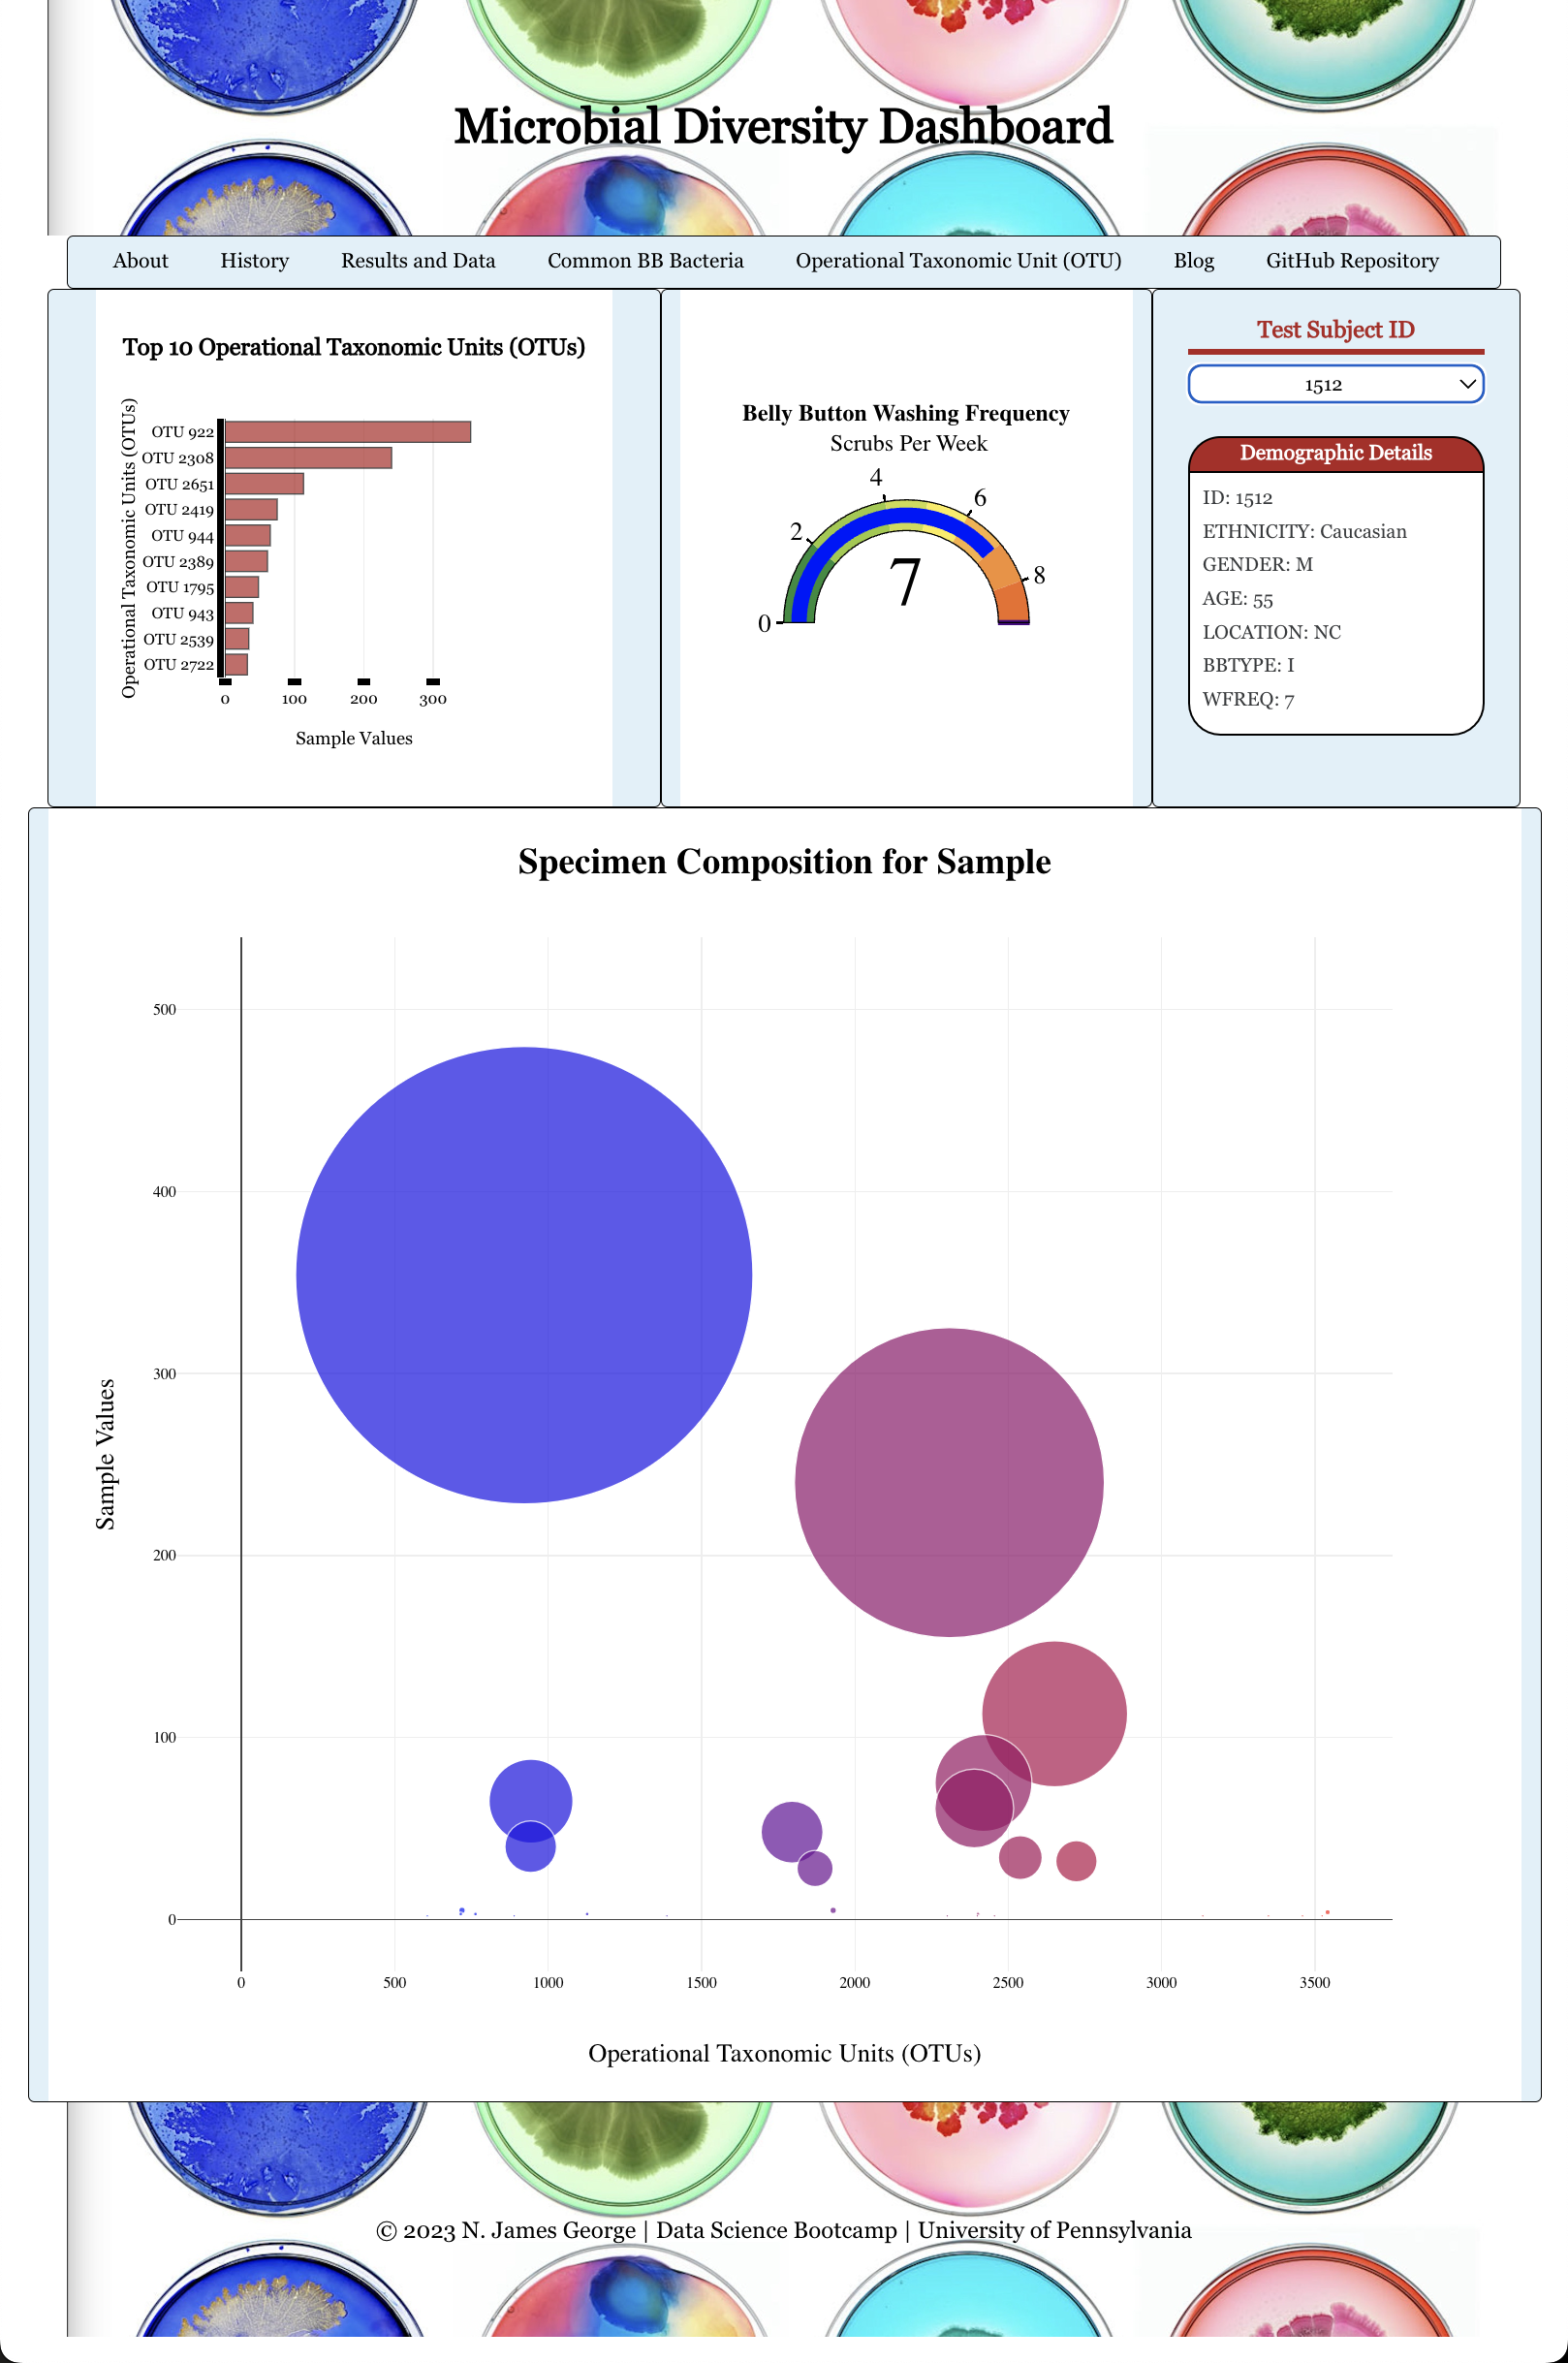 Microbial Diversity Dashboard
About History Results and Data Common BB Bacteria Operational Taxonomic Unit (OTU) Blog GitHub Repository
Top 10 Operational Taxonomic Units (OTUs)
Operational Taxonomic Units (OTUs)
OTU 922
OTU 2308
OTU 2651
OTU 2419
OTU 944
OTU 2389
OTU 1795
OTU 943
OTU 2539
OTU 2722
0 100 200 300
Sample Values
Belly Button Washing Frequency
Scrubs Per Week
0 2 4 6 8
7
Test Subject ID
1512
Demographic Details
ID: 1512
ETHNICITY: Caucasian
GENDER: M
AGE: 55
LOCATION: NC
BBTYPE: I
WFREQ: 7
Specimen Composition for Sample
Sample Values
500
400
300
200
100
0
0 500 1000 1500 2000 2500 3000 3500
Operational Taxonomic Units (OTUs)
© 2023 N. James George | Data Science Bootcamp | University of Pennsylvania